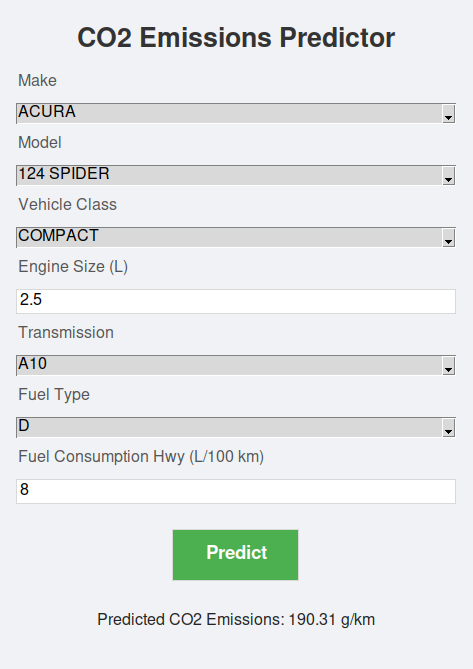 CO2 Emissions Predictor
Make
ACURA
Model
124 SPIDER
Vehicle Class
COMPACT
Engine Size (L)
2.5
Transmission
A10
Fuel Type
D
Fuel Consumption Hwy (L/100 km)
8
Predict
Predicted CO2 Emissions: 190.31 g/km